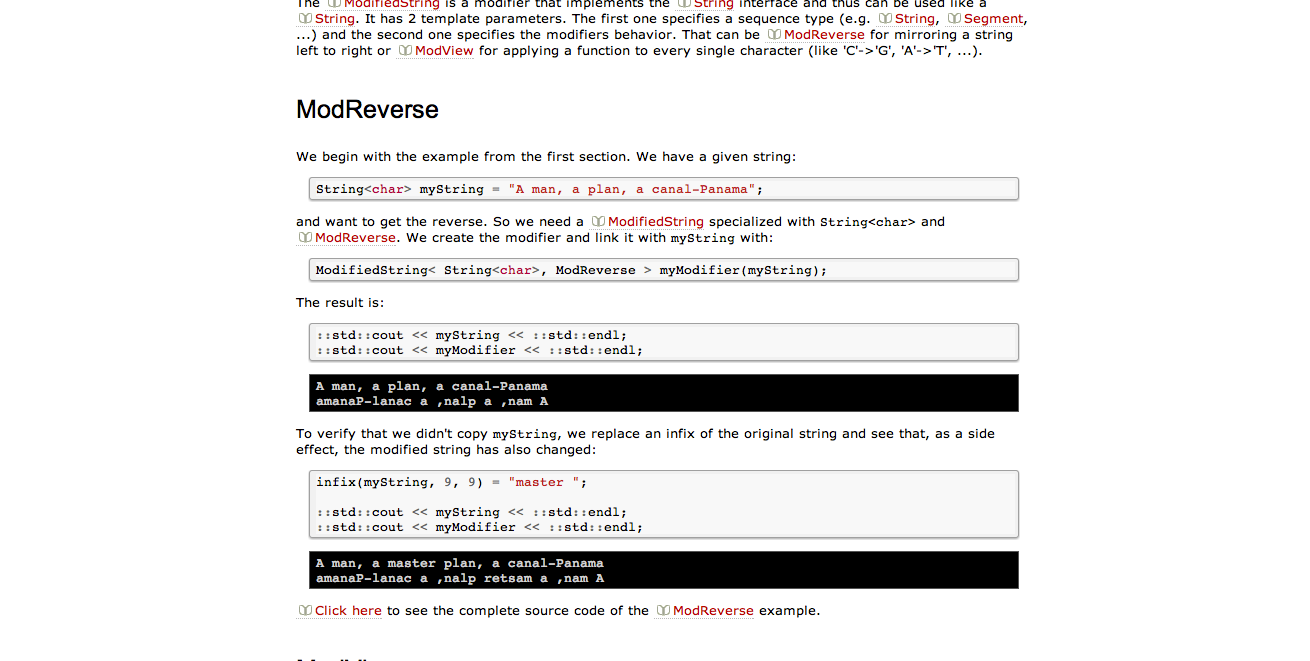 The ModifiedString is a modifier that implements the String interface and thus can be used like a
String. It has 2 template parameters. The first one specifies a sequence type (e.g. String, Segment,
...) and the second one specifies the modifiers behavior. That can be ModReverse for mirroring a string
left to right or ModView for applying a function to every single character (like 'C'->'G', 'A'->'T', ...).
ModReverse
We begin with the example from the first section. We have a given string:
String<char> myString = "A man, a plan, a canal-Panama";
and want to get the reverse. So we need a ModifiedString specialized with String<char> and
ModReverse. We create the modifier and link it with myString with:
ModifiedString< String<char>, ModReverse > myModifier(myString);
The result is:
::std::cout << myString << ::std::endl;
::std::cout << myModifier << ::std::endl;
A man, a plan, a canal-Panama
amanaP-lanac a ,nalp a ,nam A
To verify that we didn't copy myString, we replace an infix of the original string and see that, as a side
effect, the modified string has also changed:
infix(myString, 9, 9) = "master ";
::std::cout << myString << ::std::endl;
::std::cout << myModifier << ::std::endl;
A man, a master plan, a canal-Panama
amanaP-lanac a ,nalp retsam a ,nam A
Click here to see the complete source code of the ModReverse example.